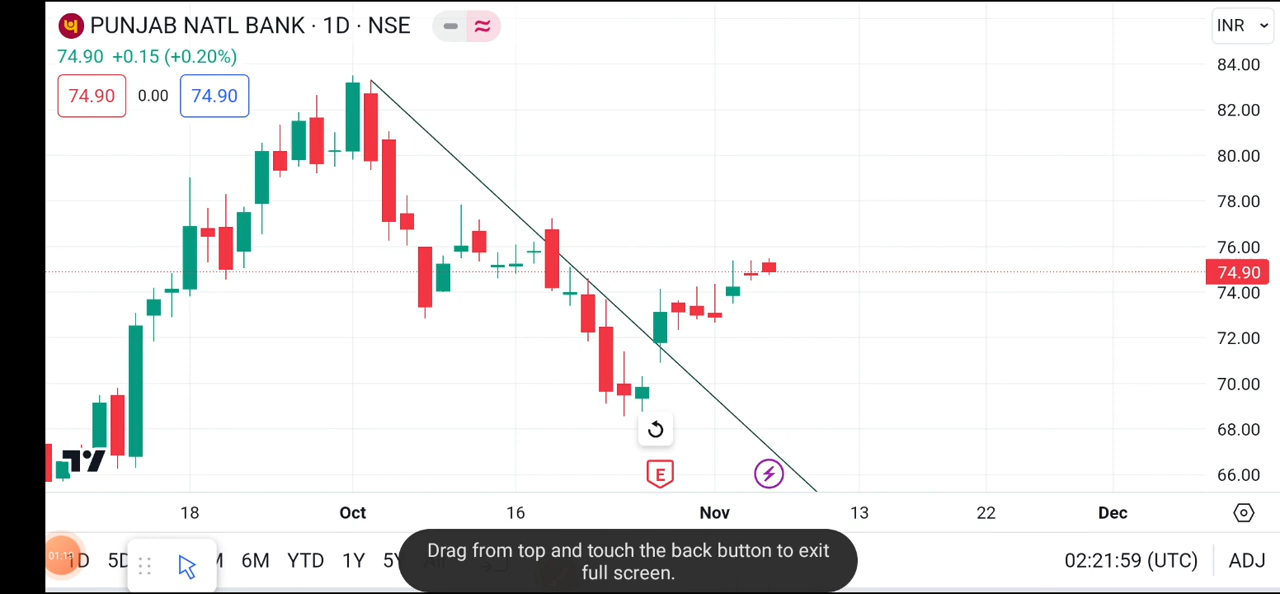 PUNJAB NATL BANK · 1D · NSE
INR
74.90 +0.15 (+0.20%)
74.90 0.00 74.90
84.00
82.00
80.00
78.00
76.00
74.90
74.00
72.00
70.00
68.00
66.00
E
18 Oct 16 Nov 13 22 Dec
1D 5D M 6M YTD 1Y 5Y 02:21:59 (UTC) ADJ
Drag from top and touch the back button to exit
full screen.